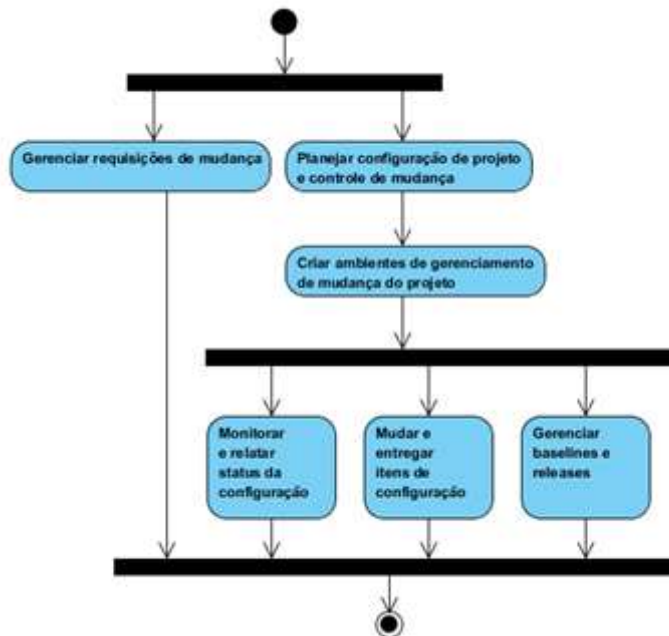 Gerenciar requisições de mudança
Planejar configuração de projeto
e controle de mudança
Criar ambientes de gerenciamento
de mudança do projeto
Monitorar
e relatar
status da
configuração
Mudar e
entregar
itens de
configuração
Gerenciar
baselines e
releases